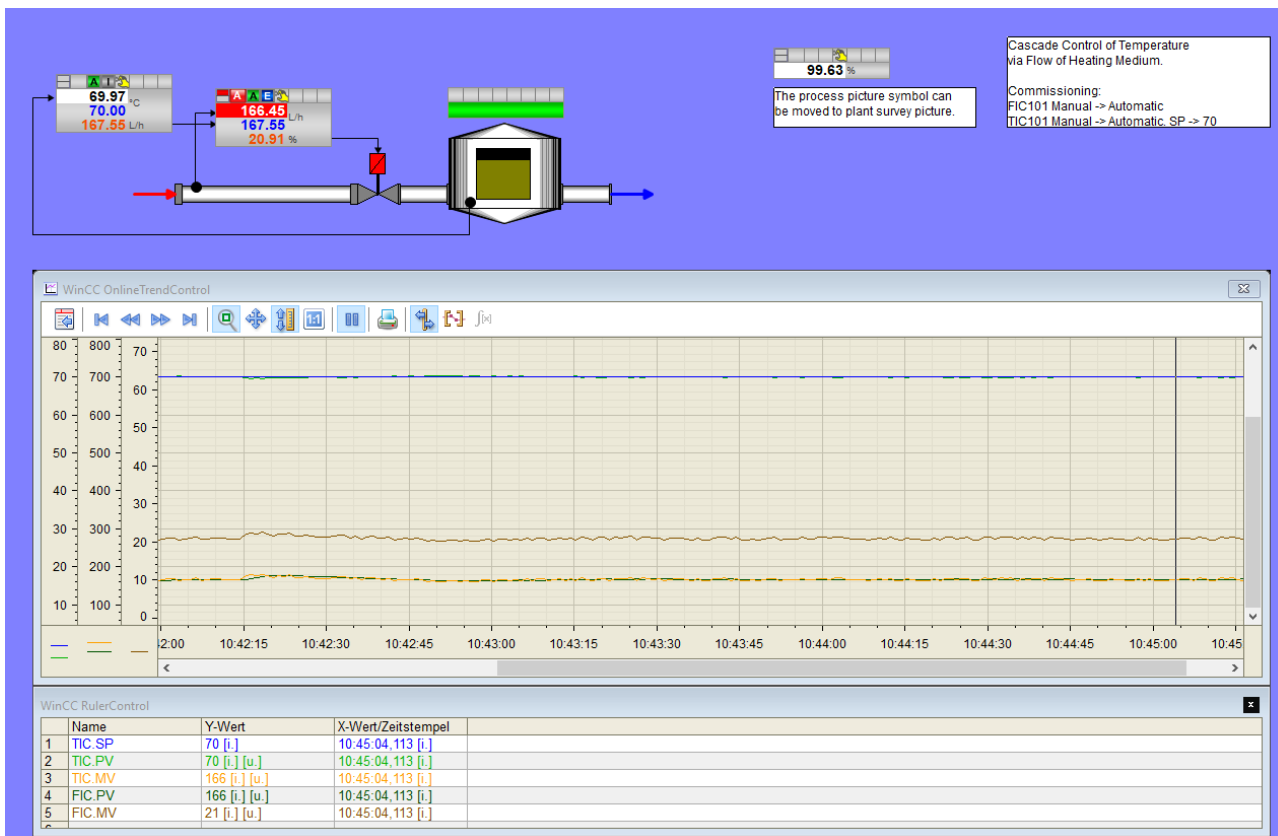 A I
69.97 °C
70.00
167.55 L/h
A A E
166.45 L/h
167.55
20.91 %
99.63 %
The process picture symbol can
be moved to plant survey picture.
Cascade Control of Temperature
via Flow of Heating Medium.
Commissioning:
FIC101 Manual -> Automatic
TIC101 Manual -> Automatic. SP -> 70
WinCC OnlineTrendControl
1:1
80 800 70
70 700 60
60 600 50
50 500 40
40 400 30
30 300 20
20 200 10
10 100 0
2:00 10:42:15 10:42:30 10:42:45 10:43:00 10:43:15 10:43:30 10:43:45 10:44:00 10:44:15 10:44:30 10:44:45 10:45:00 10:45
WinCC RulerControl
Name Y-Wert X-Wert/Zeitstempel
1 TIC.SP 70 [i.] 10:45:04,113 [i.]
2 TIC.PV 70 [i.] [u.] 10:45:04,113 [i.]
3 TIC.MV 166 [i.] [u.] 10:45:04,113 [i.]
4 FIC.PV 166 [i.] [u.] 10:45:04,113 [i.]
5 FIC.MV 21 [i.] [u.] 10:45:04,113 [i.]